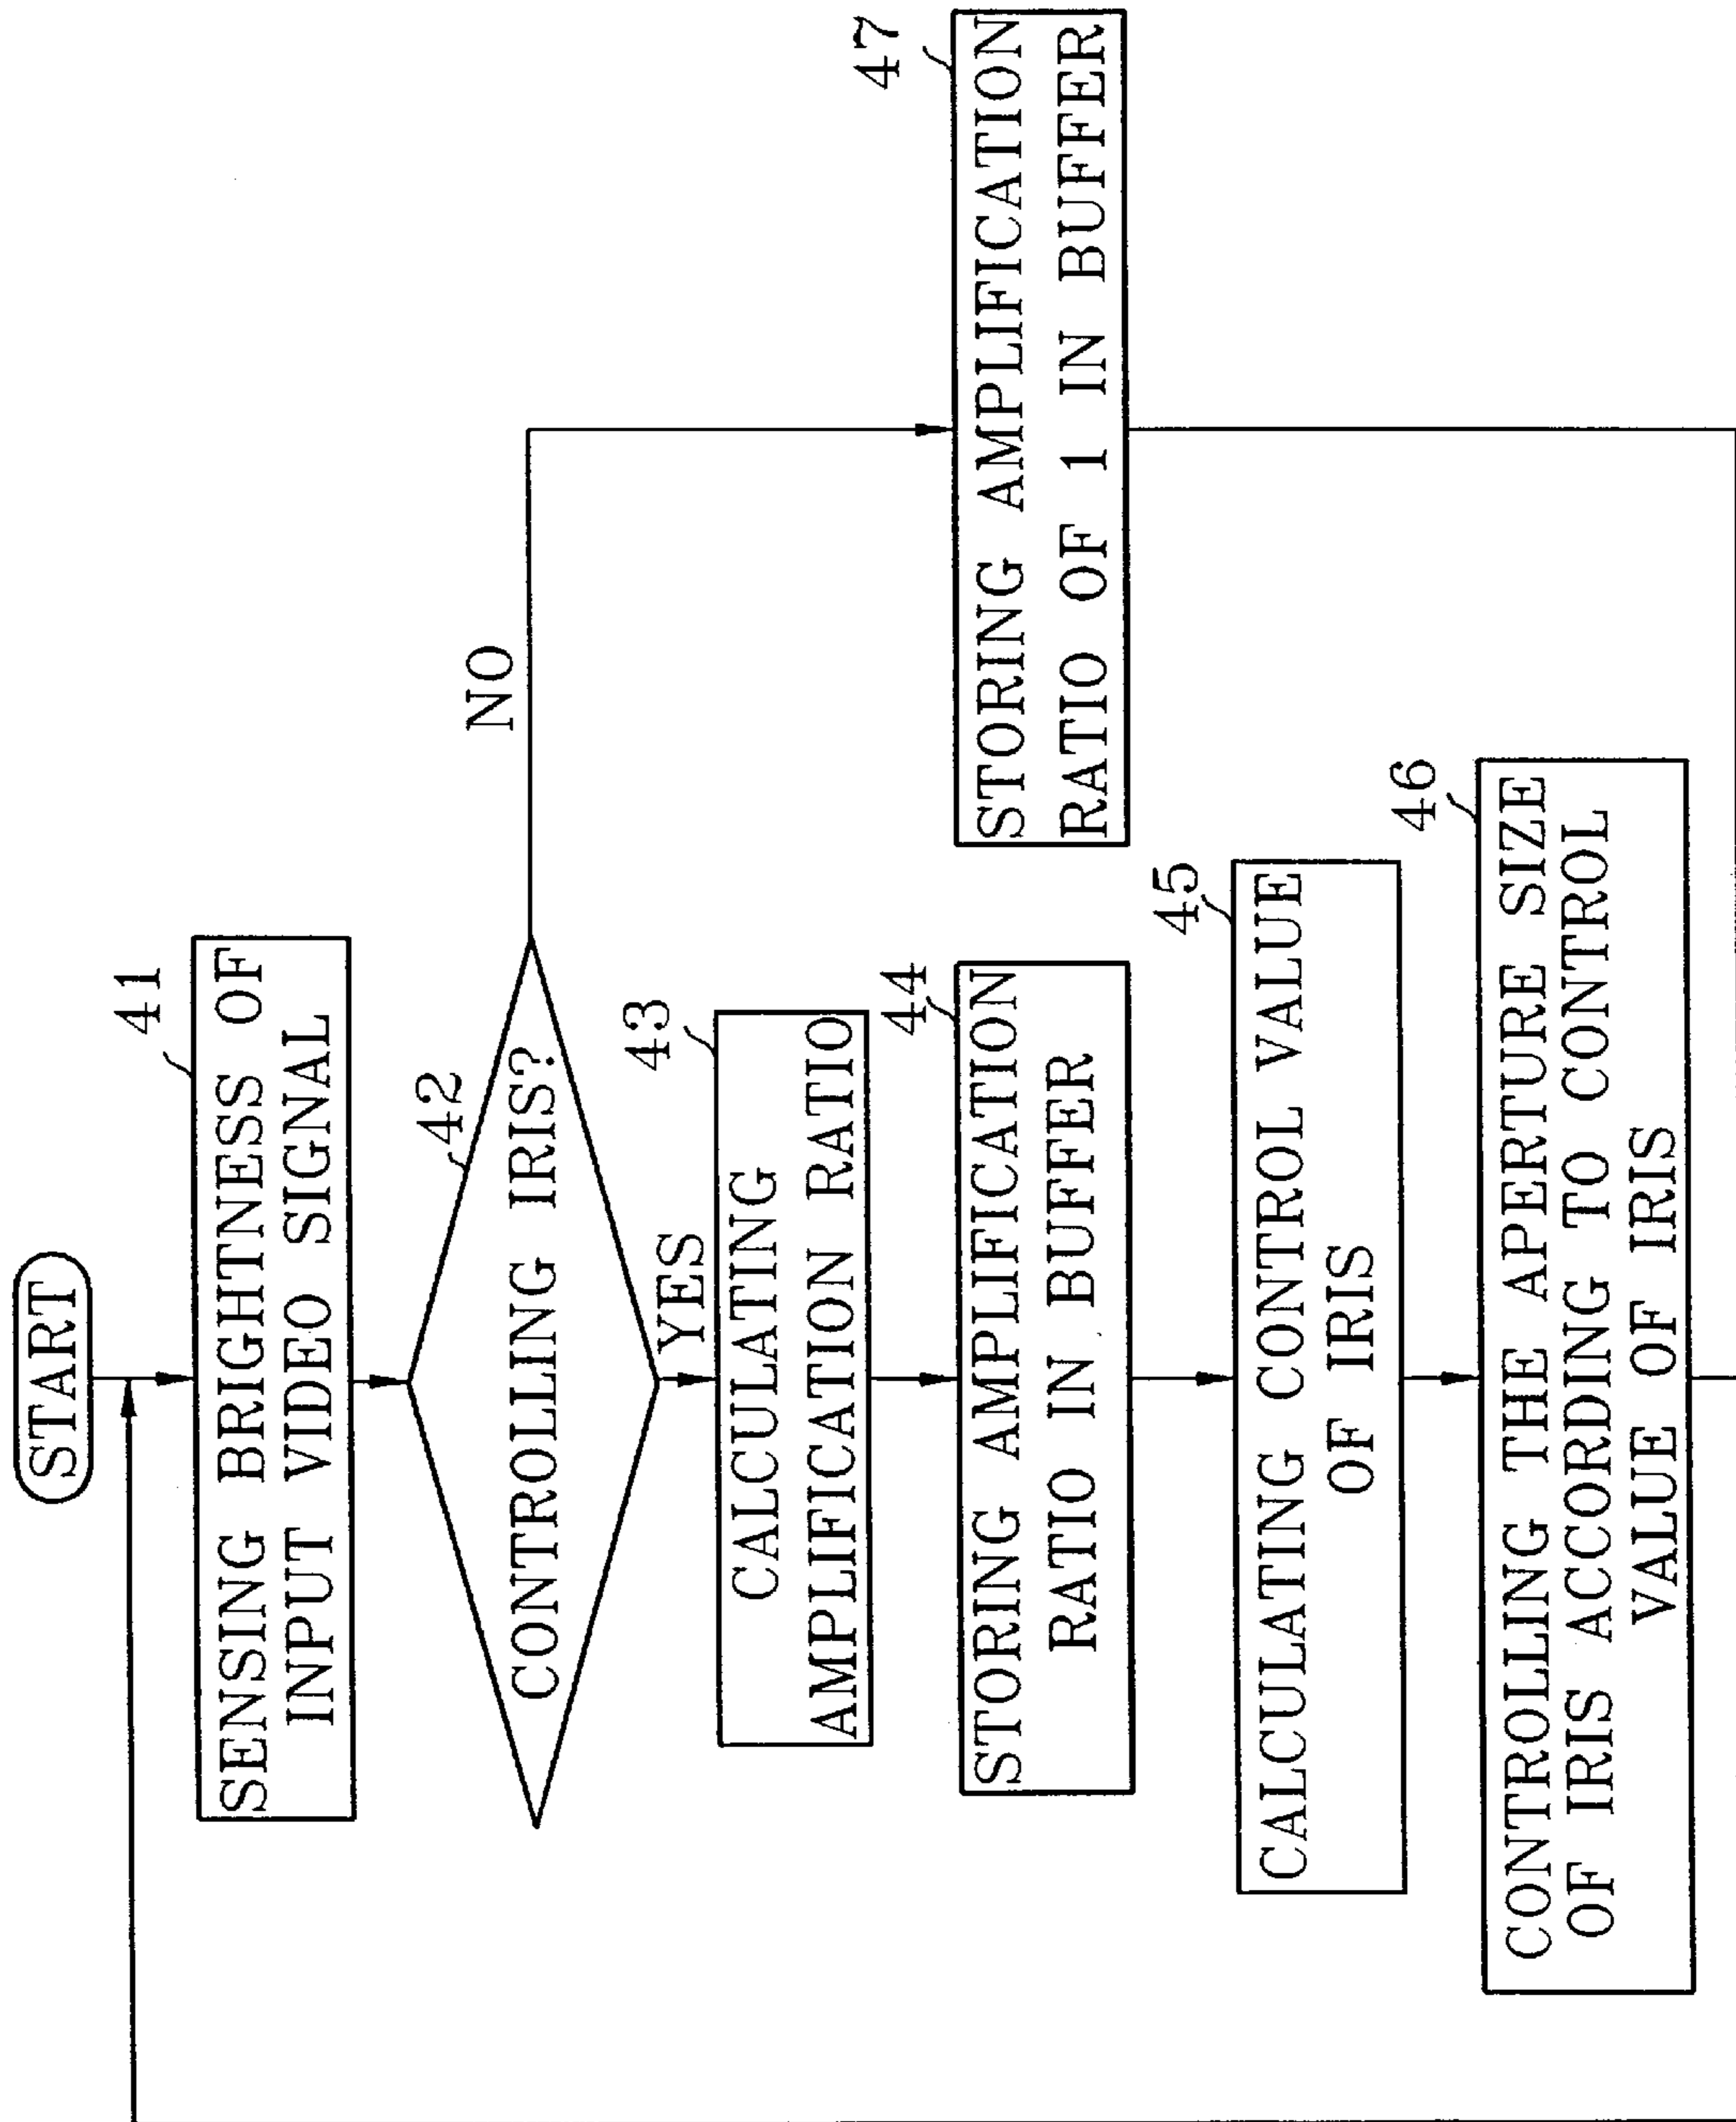 START
41
SENSING BRIGHTNESS OF
INPUT VIDEO SIGNAL
42
CONTROLLING IRIS?
NO
YES
43
CALCULATING
AMPLIFICATION RATIO
44
STORING AMPLIFICATION
RATIO IN BUFFER
47
STORING AMPLIFICATION
RATIO OF 1 IN BUFFER
45
CALCULATING CONTROL VALUE
OF IRIS
46
CONTROLLING THE APERTURE SIZE
OF IRIS ACCORDING TO CONTROL
VALUE OF IRIS